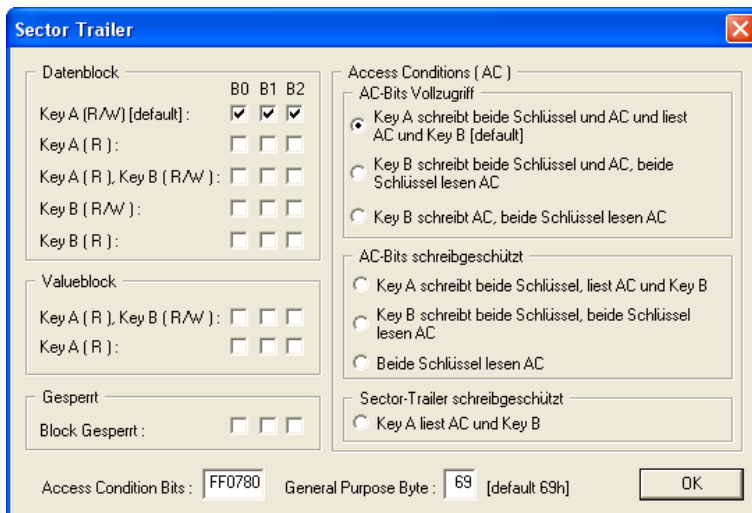 Sector Trailer
Datenblock
B0 B1 B2
Key A (R/W) [default] :
Key A ( R ) :
Key A ( R ), Key B ( R/W ) :
Key B ( R/W ) :
Key B ( R ) :
Valueblock
Key A ( R ), Key B ( R/W ) :
Key A ( R ) :
Gesperrt
Block Gesperrt :
Access Conditions ( AC )
AC-Bits Vollzugriff
Key A schreibt beide Schlüssel und AC und liest
AC und Key B [default]
Key B schreibt beide Schlüssel und AC, beide
Schlüssel lesen AC
Key B schreibt AC, beide Schlüssel lesen AC
AC-Bits schreibgeschützt
Key A schreibt beide Schlüssel, liest AC und Key B
Key B schreibt beide Schlüssel, beide Schlüssel
lesen AC
Beide Schlüssel lesen AC
Sector-Trailer schreibgeschützt
Key A liest AC und Key B
Access Condition Bits : FF0780 General Purpose Byte : 69 [default 69h] OK